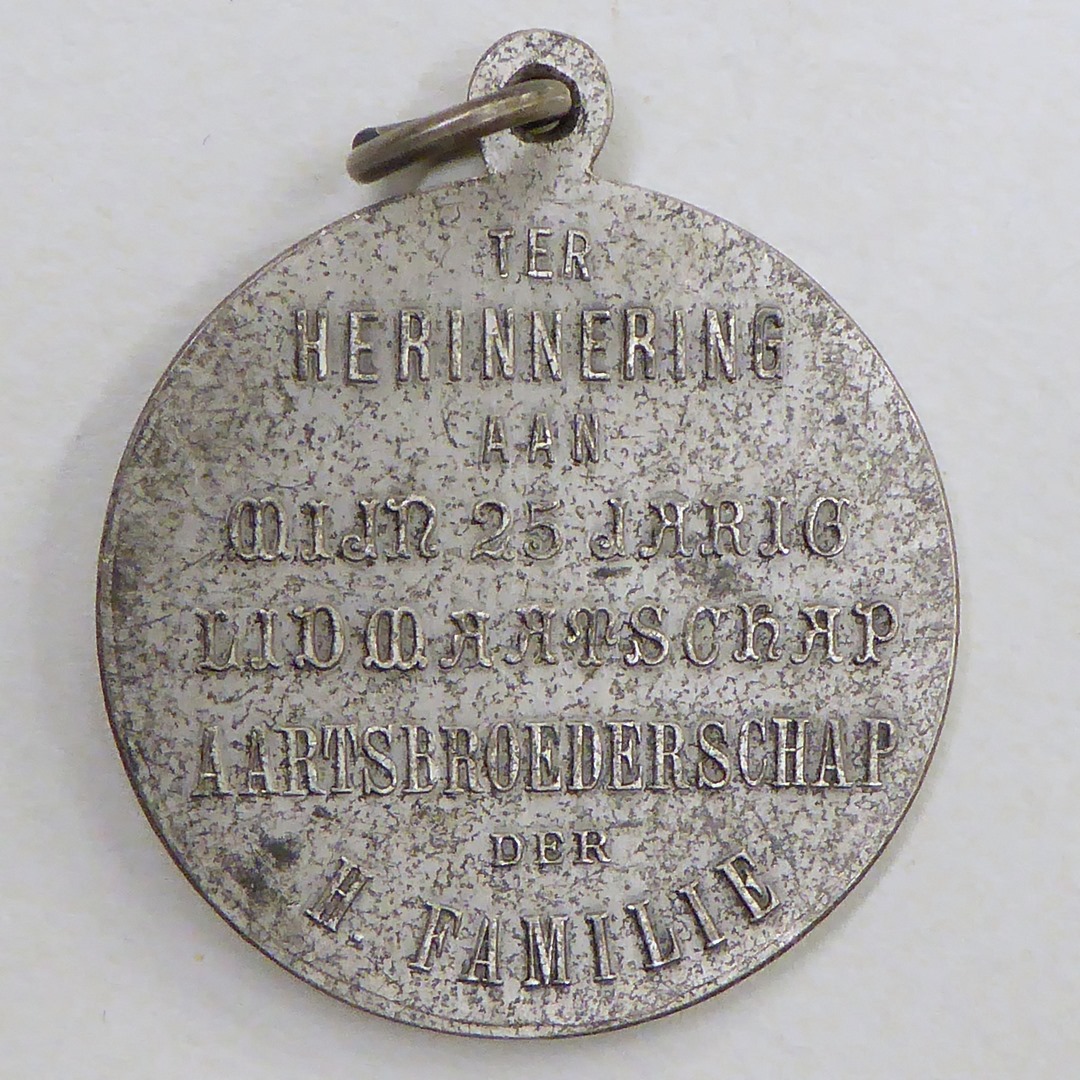 TER
HERINNERING
AAN
MIJN 25 JARIG
LIDMAATSCHAP
AARTSBROEDERSCHAP
DER
H. FAMILIE